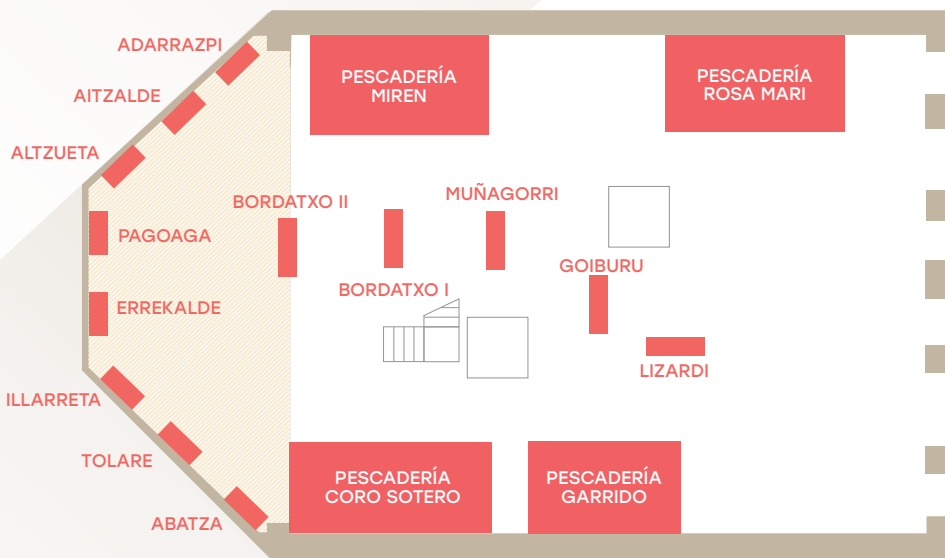 ADARRAZPI
PESCADERÍA
MIREN
PESCADERÍA
ROSA MARI
AITZALDE
ALTZUETA
BORDATXO II
MUÑAGORRI
PAGOAGA
GOIBURU
BORDATXO I
ERREKALDE
LIZARDI
ILLARRETA
TOLARE
PESCADERÍA
CORO SOTERO
PESCADERÍA
GARRIDO
ABATZA